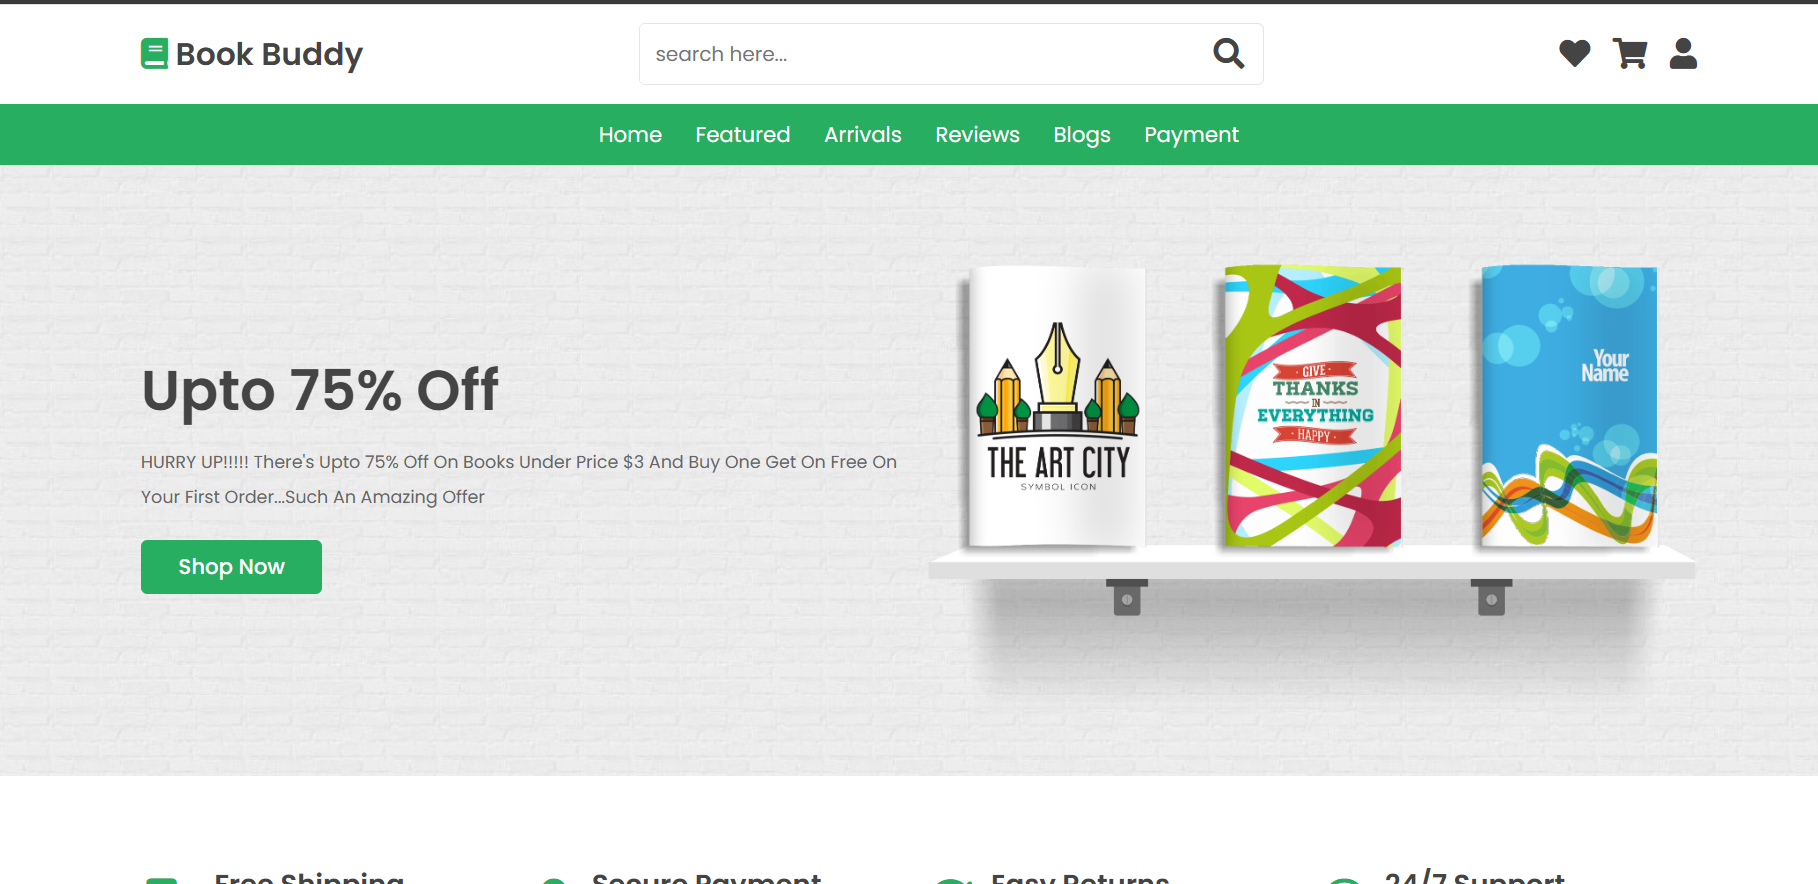 Book Buddy
search here...
Home Featured Arrivals Reviews Blogs Payment
Upto 75% Off
HURRY UP!!!!! There's Upto 75% Off On Books Under Price $3 And Buy One Get On Free On
Your First Order...Such An Amazing Offer
Shop Now
THE ART CITY
SYMBOL ICON
· GIVE ·
THANKS
IN
EVERYTHING
· HAPPY ·
Your
Name
Free Shipping Secure Payment Easy Returns 24/7 Support